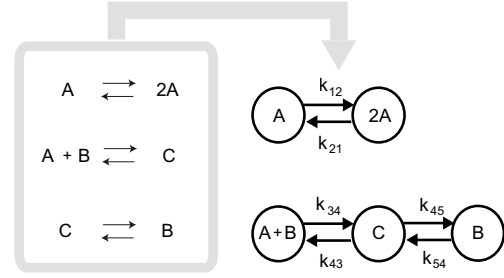 A ⇌ 2A
A + B ⇌ C
C ⇌ B
k12
A 2A
k21
k34 k45
A+B C B
k43 k54